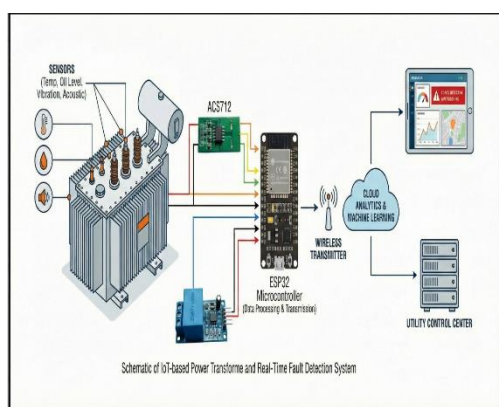 SENSORS
(Temp, Oil Level,
Vibration, Acoustic)
ACS712
ESP32
Microcontroller
(Data Processing & Transmission)
WIRELESS
TRANSMITTER
CLOUD
ANALYTICS
& MACHINE
LEARNING
UTILITY CONTROL CENTER
Schematic of IoT-based Power Transforme and Real-Time Fault Detection System